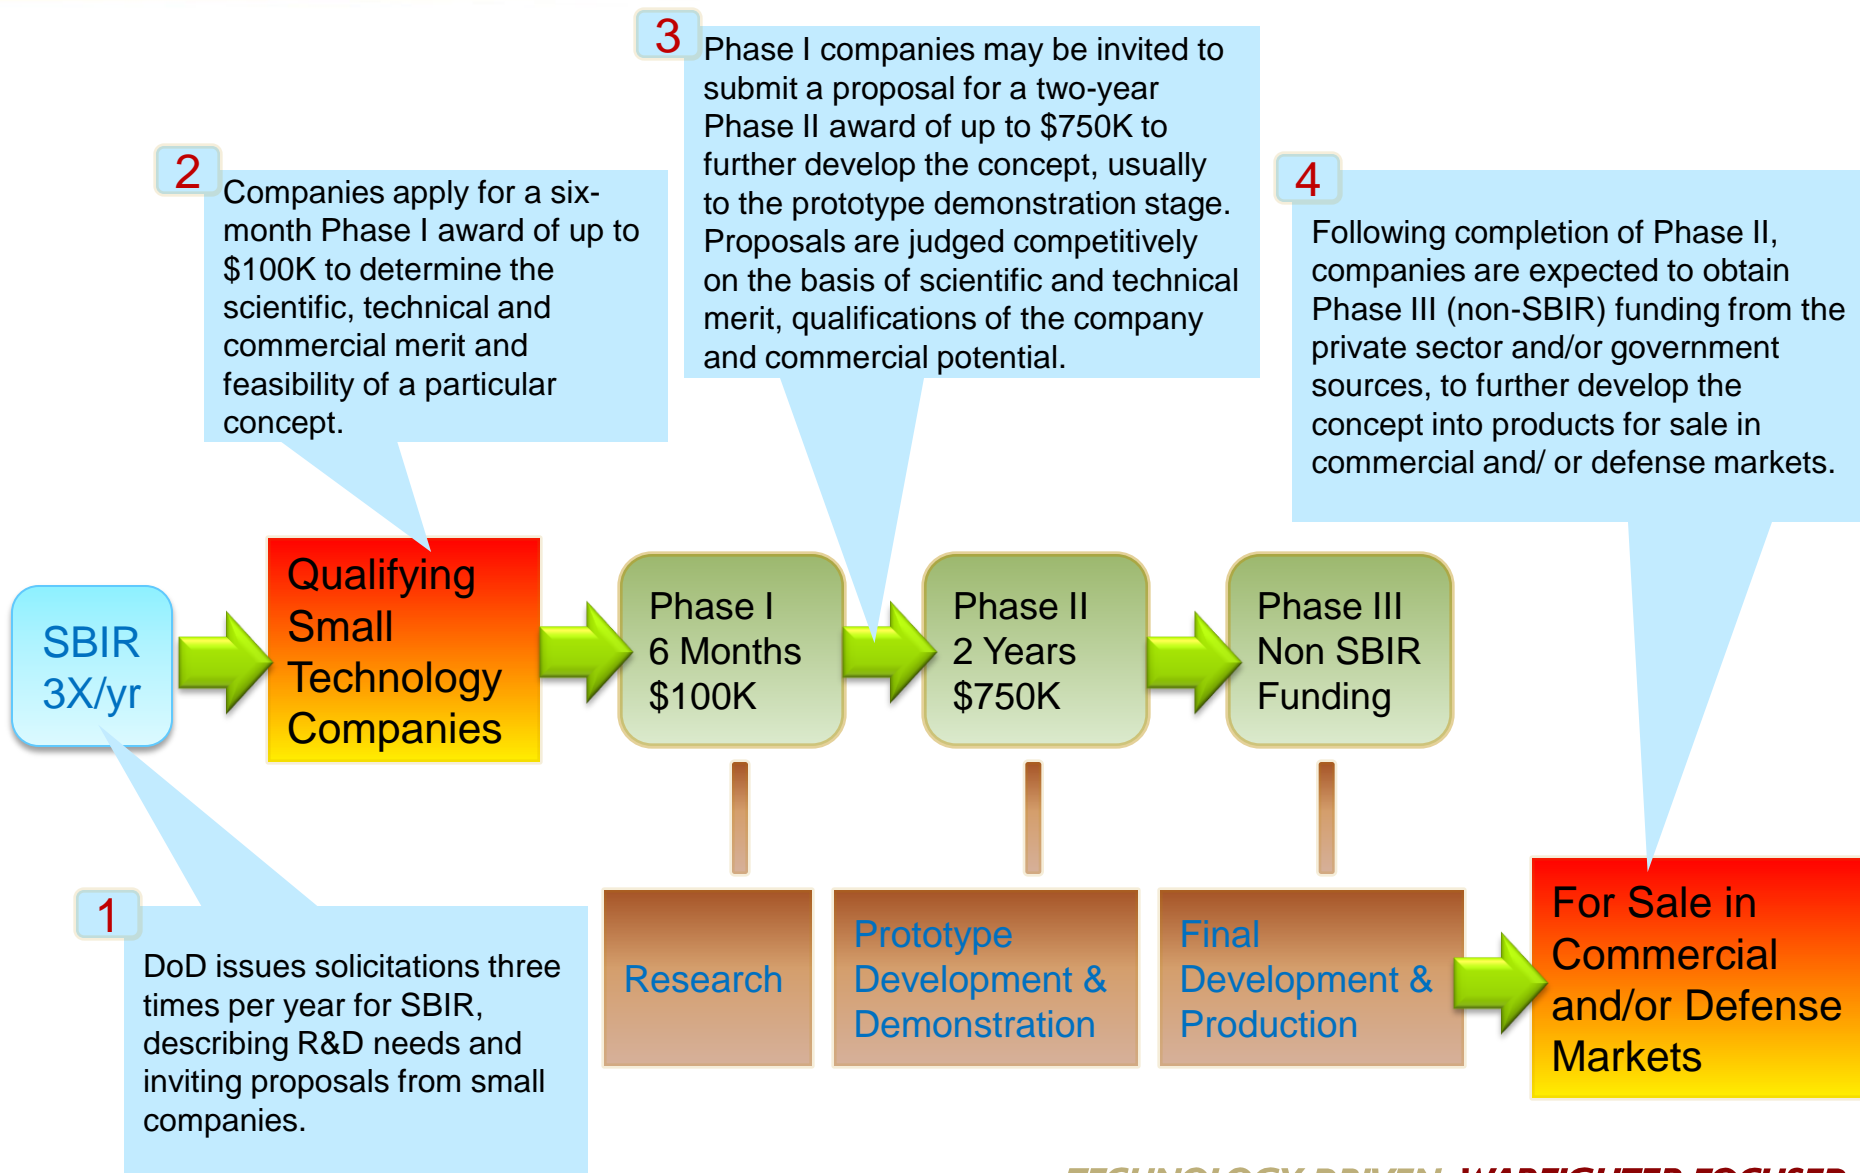 3
Phase I companies may be invited to
submit a proposal for a two-year
Phase II award of up to $750K to
further develop the concept, usually
to the prototype demonstration stage.
Proposals are judged competitively
on the basis of scientific and technical
merit, qualifications of the company
and commercial potential.
2
Companies apply for a six-
month Phase I award of up to
$100K to determine the
scientific, technical and
commercial merit and
feasibility of a particular
concept.
4
Following completion of Phase II,
companies are expected to obtain
Phase III (non-SBIR) funding from the
private sector and/or government
sources, to further develop the
concept into products for sale in
commercial and/ or defense markets.
SBIR
3X/yr
Qualifying
Small
Technology
Companies
Phase I
6 Months
$100K
Phase II
2 Years
$750K
Phase III
Non SBIR
Funding
1
DoD issues solicitations three
times per year for SBIR,
describing R&D needs and
inviting proposals from small
companies.
Research
Prototype
Development &
Demonstration
Final
Development &
Production
For Sale in
Commercial
and/or Defense
Markets
TECHNOLOGY DRIVEN. WARFIGHTER FOCUSED.